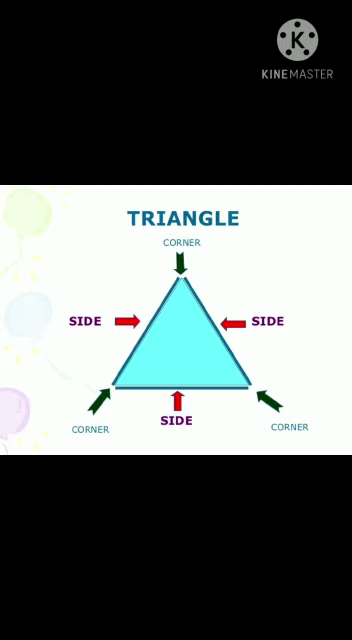 K
KINEMASTER
TRIANGLE
CORNER
SIDE
SIDE
SIDE
CORNER
CORNER